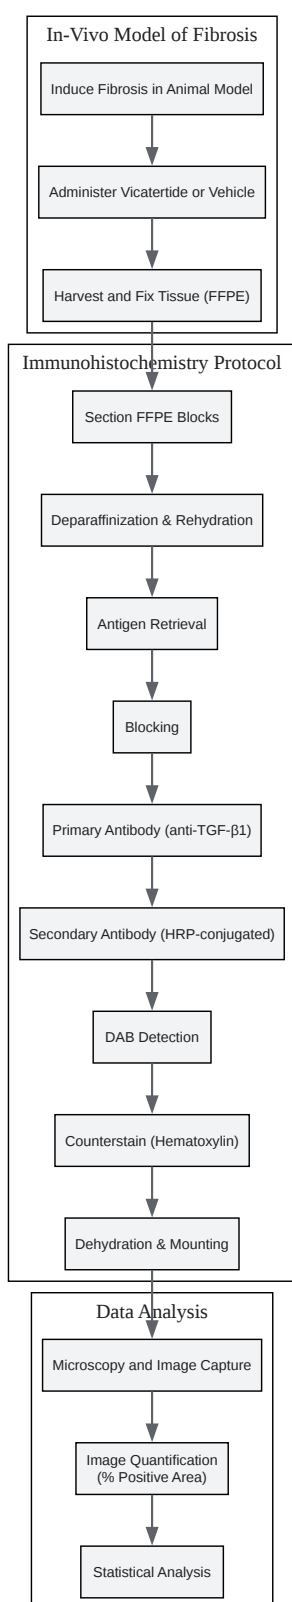 In-Vivo Model of Fibrosis
Induce Fibrosis in Animal Model
Administer Vicatertide or Vehicle
Harvest and Fix Tissue (FFPE)
Immunohistochemistry Protocol
Section FFPE Blocks
Deparaffinization & Rehydration
Antigen Retrieval
Blocking
Primary Antibody (anti-TGF-β1)
Secondary Antibody (HRP-conjugated)
DAB Detection
Counterstain (Hematoxylin)
Dehydration & Mounting
Data Analysis
Microscopy and Image Capture
Image Quantification
(% Positive Area)
Statistical Analysis